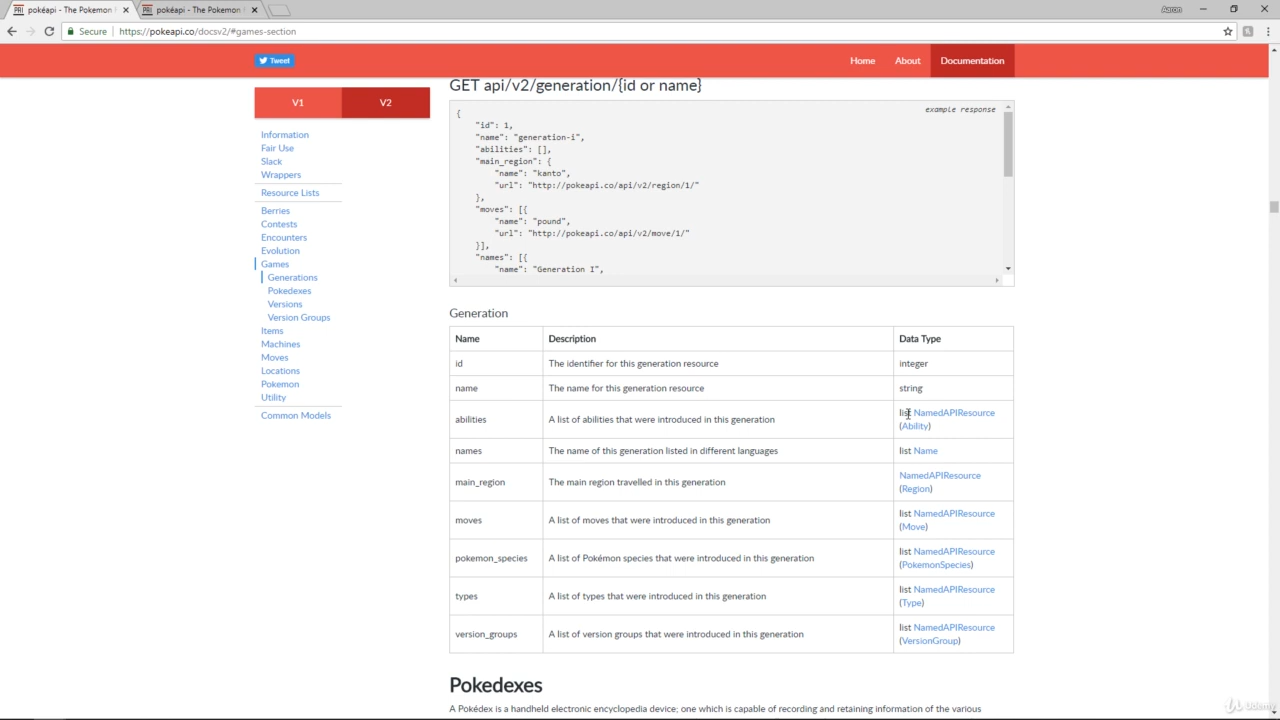 pokéapi - The Pokemon
pokéapi - The Pokemon F
Aaron
Secure https://pokeapi.co/docsv2/#games-section
Tweet
Home About Documentation
V1 V2
Information
Fair Use
Slack
Wrappers
Resource Lists
Berries
Contests
Encounters
Evolution
Games
Generations
Pokedexes
Versions
Version Groups
Items
Machines
Moves
Locations
Pokemon
Utility
Common Models
GET api/v2/generation/{id or name}
example response
{
"id": 1,
"name": "generation-i",
"abilities": [],
"main_region": {
"name": "kanto",
"url": "http://pokeapi.co/api/v2/region/1/"
},
"moves": [{
"name": "pound",
"url": "http://pokeapi.co/api/v2/move/1/"
}],
"names": [{
"name": "Generation I",
Generation
Name Description Data Type
id The identifier for this generation resource integer
name The name for this generation resource string
abilities A list of abilities that were introduced in this generation list NamedAPIResource
(Ability)
names The name of this generation listed in different languages list Name
main_region The main region travelled in this generation NamedAPIResource
(Region)
moves A list of moves that were introduced in this generation list NamedAPIResource
(Move)
pokemon_species A list of Pokémon species that were introduced in this generation list NamedAPIResource
(PokemonSpecies)
types A list of types that were introduced in this generation list NamedAPIResource
(Type)
version_groups A list of version groups that were introduced in this generation list NamedAPIResource
(VersionGroup)
Pokedexes
A Pokédex is a handheld electronic encyclopedia device; one which is capable of recording and retaining information of the various
Udemy